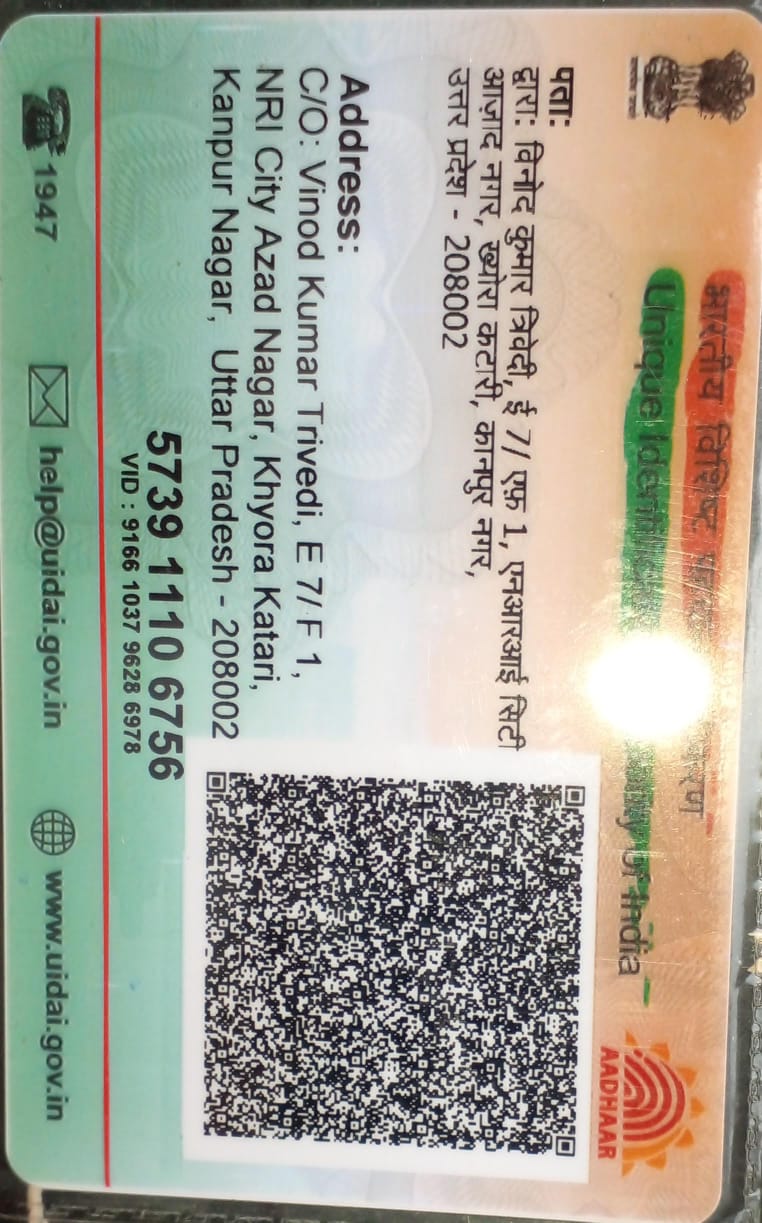 भारतीय विशिष्ट
Unique of India
AADHAAR
पता:
द्वारा: विनोद कुमार त्रिवेदी, ई 7/ एफ़ 1, एनआरआई सिटी
आज़ाद नगर, ख्योरा कटारी, कानपुर नगर,
उत्तर प्रदेश - 208002
Address:
C/O: Vinod Kumar Trivedi, E 7/ F 1,
NRI City Azad Nagar, Khyora Katari,
Kanpur Nagar, Uttar Pradesh - 208002
5739 1110 6756
VID : 9166 1037 9628 6978
1947 help@uidai.gov.in www.uidai.gov.in